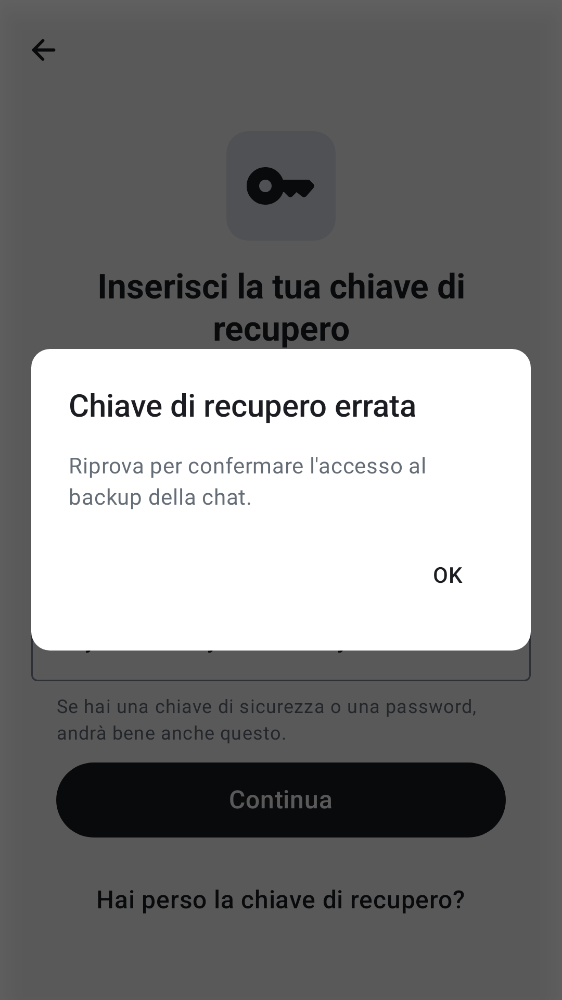 Inserisci la tua chiave di
recupero
Chiave di recupero errata
Riprova per confermare l'accesso al
backup della chat.
OK
Se hai una chiave di sicurezza o una password,
andrà bene anche questo.
Continua
Hai perso la chiave di recupero?